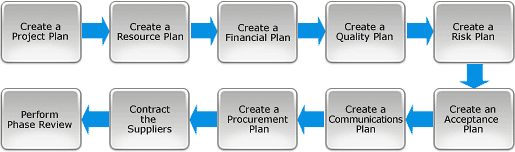 Create a
Project Plan
Create a
Resource Plan
Create a
Financial Plan
Create a
Quality Plan
Create a
Risk Plan
Create an
Acceptance
Plan
Create a
Communications
Plan
Create a
Procurement
Plan
Contract
the
Suppliers
Perform
Phase Review